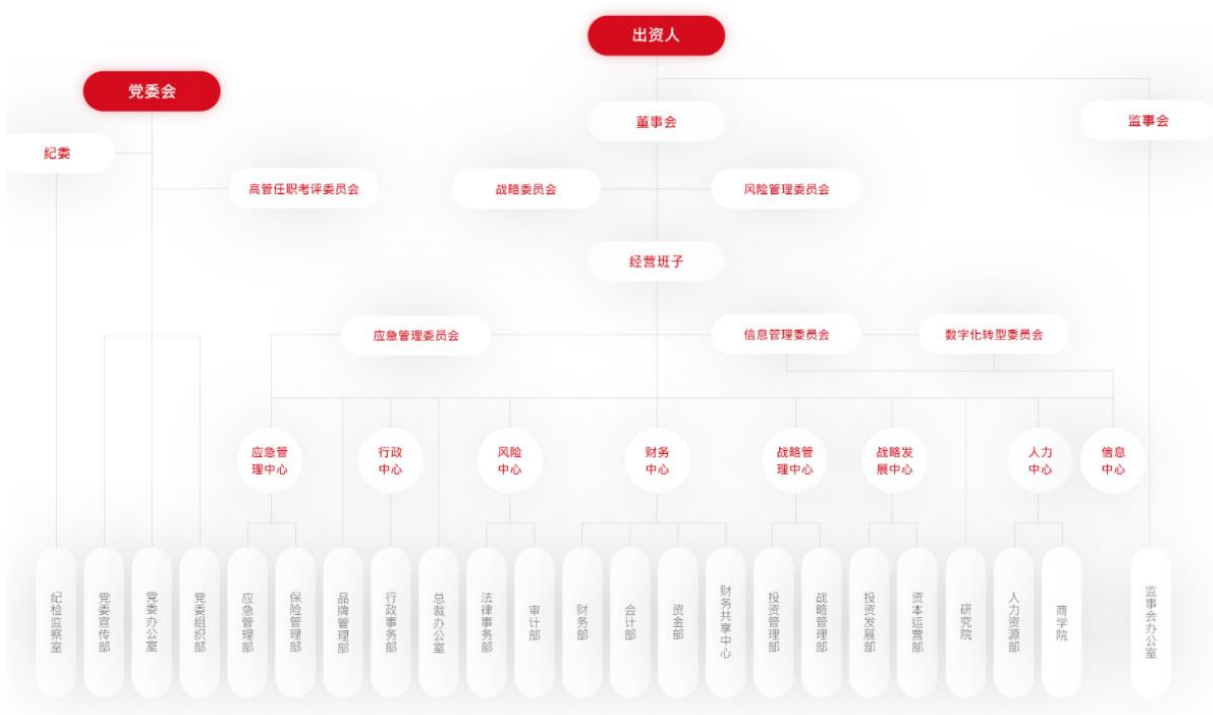 出资人
党委会
董事会
监事会
纪委
高管任职考评委员会
战略委员会
风险管理委员会
经营班子
应急管理委员会
信息管理委员会
数字化转型委员会
应急管
理中心
行政
中心
风险
中心
财务
中心
战略管
理中心
战略发
展中心
人力
中心
信息
中心
纪检监察室
党委宣传部
党委办公室
党委组织部
应急管理部
保险管理部
品牌管理部
行政事务部
总裁办公室
法律事务部
审计部
财务部
会计部
资金部
财务共享中心
投资管理部
战略管理部
投资发展部
资本运营部
研究院
人力资源部
商学院
监事会办公室